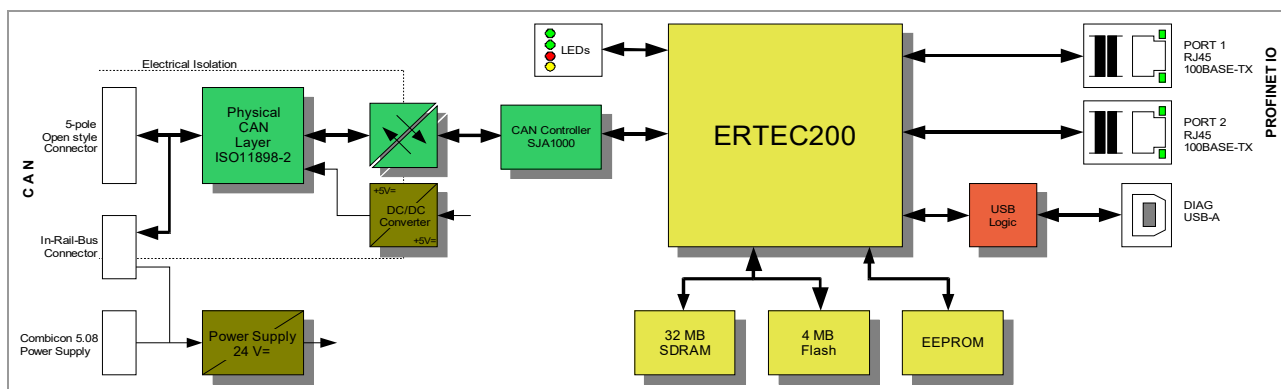 Electrical Isolation
C A N
5-pole
Open style
Connector
Physical
CAN
Layer
ISO11898-2
CAN Controller
SJA1000
LEDs
ERTEC200
PORT 1
RJ45
100BASE-TX
PORT 2
RJ45
100BASE-TX
PROFINET IO
+5V=
DC/DC
Converter
+5V=
In-Rail-Bus
Connector
USB
Logic
DIAG
USB-A
Combicon 5.08
Power Supply
Power Supply
24 V=
32 MB
SDRAM
4 MB
Flash
EEPROM